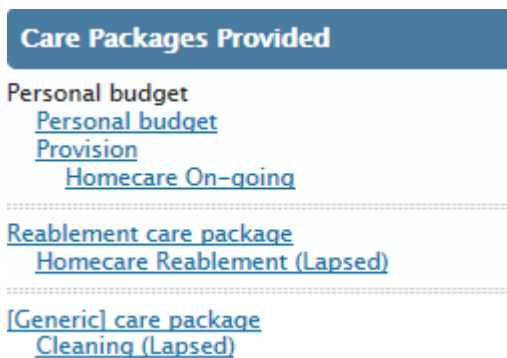 Care Packages Provided
Personal budget
Personal budget
Provision
Homecare On-going
Reablement care package
Homecare Reablement (Lapsed)
[Generic] care package
Cleaning (Lapsed)